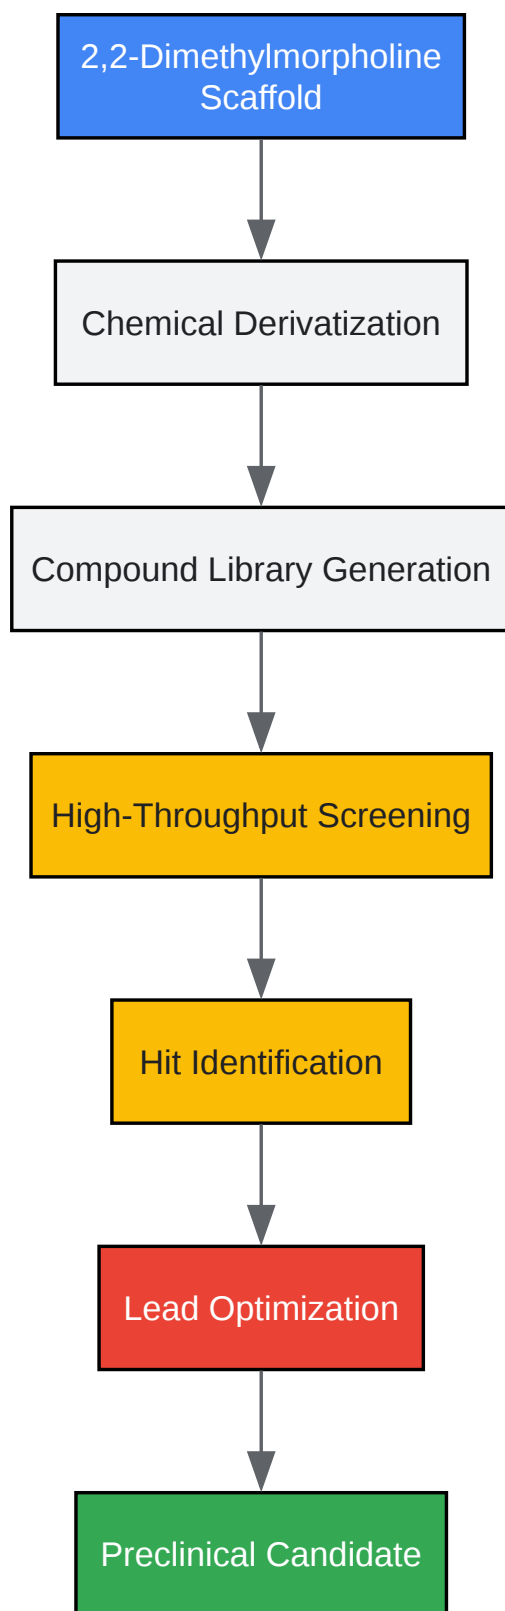 2,2-Dimethylmorpholine
Scaffold
Chemical Derivatization
Compound Library Generation
High-Throughput Screening
Hit Identification
Lead Optimization
Preclinical Candidate